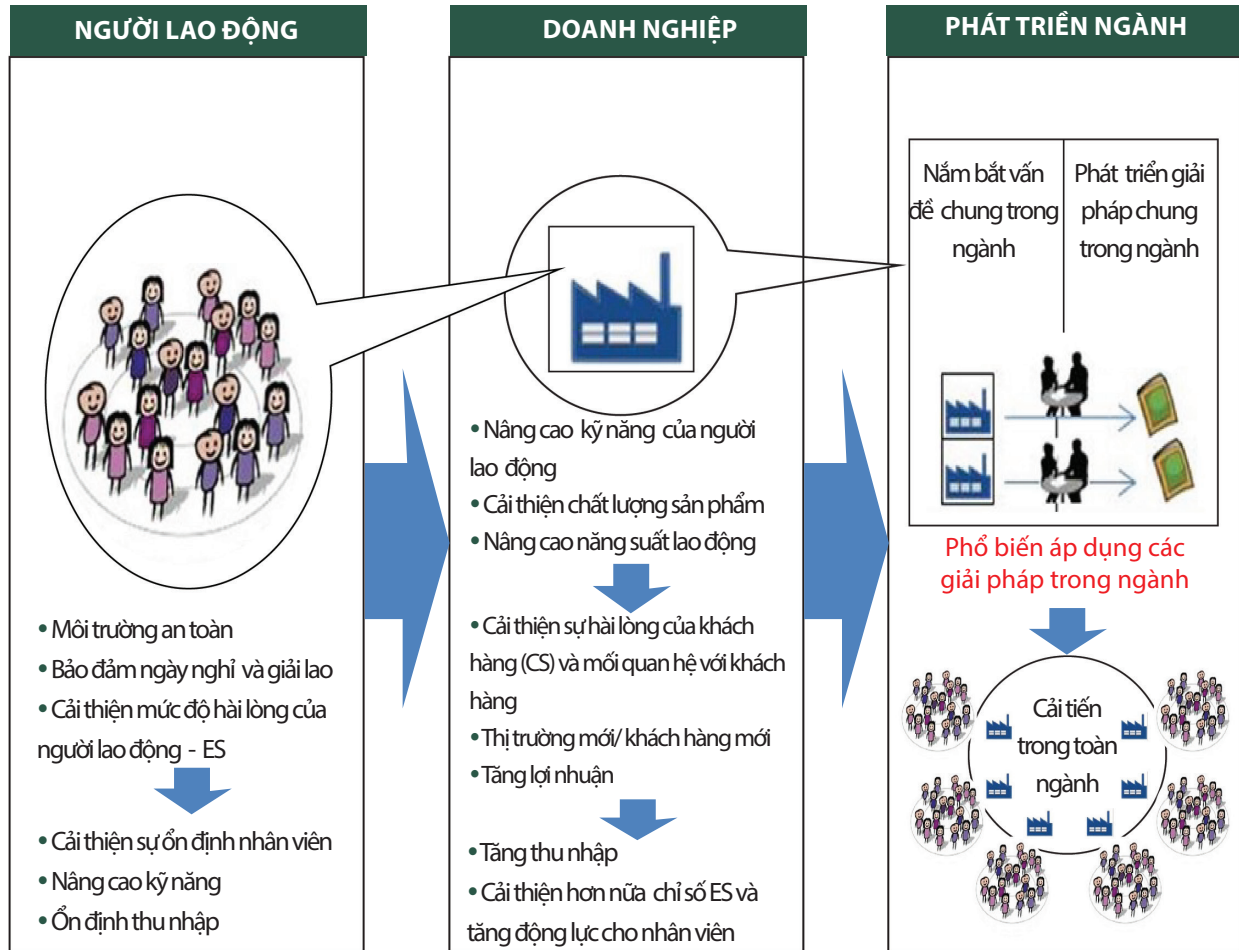 NGƯỜI LAO ĐỘNG
• Môi trường an toàn
• Bảo đảm ngày nghỉ và giải lao
• Cải thiện mức độ hài lòng của
người lao động - ES
• Cải thiện sự ổn định nhân viên
• Nâng cao kỹ năng
• Ổn định thu nhập
DOANH NGHIỆP
• Nâng cao kỹ năng của người
lao động
• Cải thiện chất lượng sản phẩm
• Nâng cao năng suất lao động
• Cải thiện sự hài lòng của khách
hàng (CS) và mối quan hệ với khách
hàng
• Thị trường mới/ khách hàng mới
• Tăng lợi nhuận
• Tăng thu nhập
• Cải thiện hơn nữa chỉ số ES và
tăng động lực cho nhân viên
PHÁT TRIỀN NGÀNH
Nắm bắt vấn
đề chung trong
ngành
Phát triển giải
pháp chung
trong ngành
Phổ biến áp dụng các
giải pháp trong ngành
Cải tiến
trong toàn
ngành